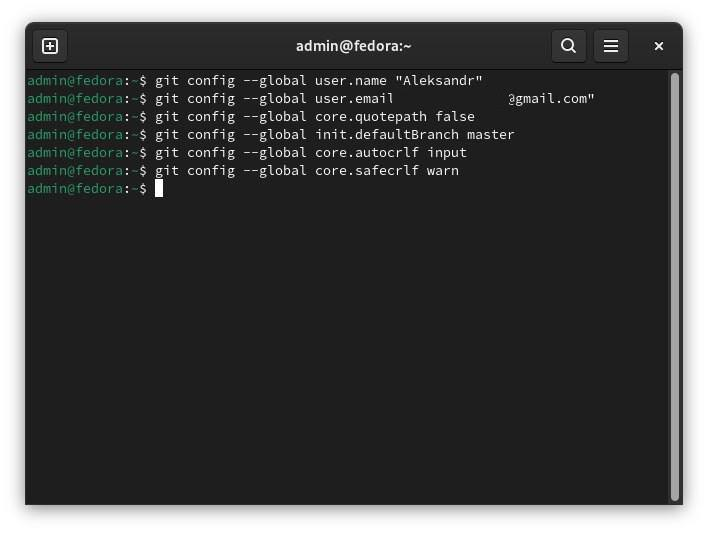 admin@fedora:~
admin@fedora:~$ git config --global user.name "Aleksandr"
admin@fedora:~$ git config --global user.email @gmail.com"
admin@fedora:~$ git config --global core.quotepath false
admin@fedora:~$ git config --global init.defaultBranch master
admin@fedora:~$ git config --global core.autocrlf input
admin@fedora:~$ git config --global core.safecrlf warn
admin@fedora:~$